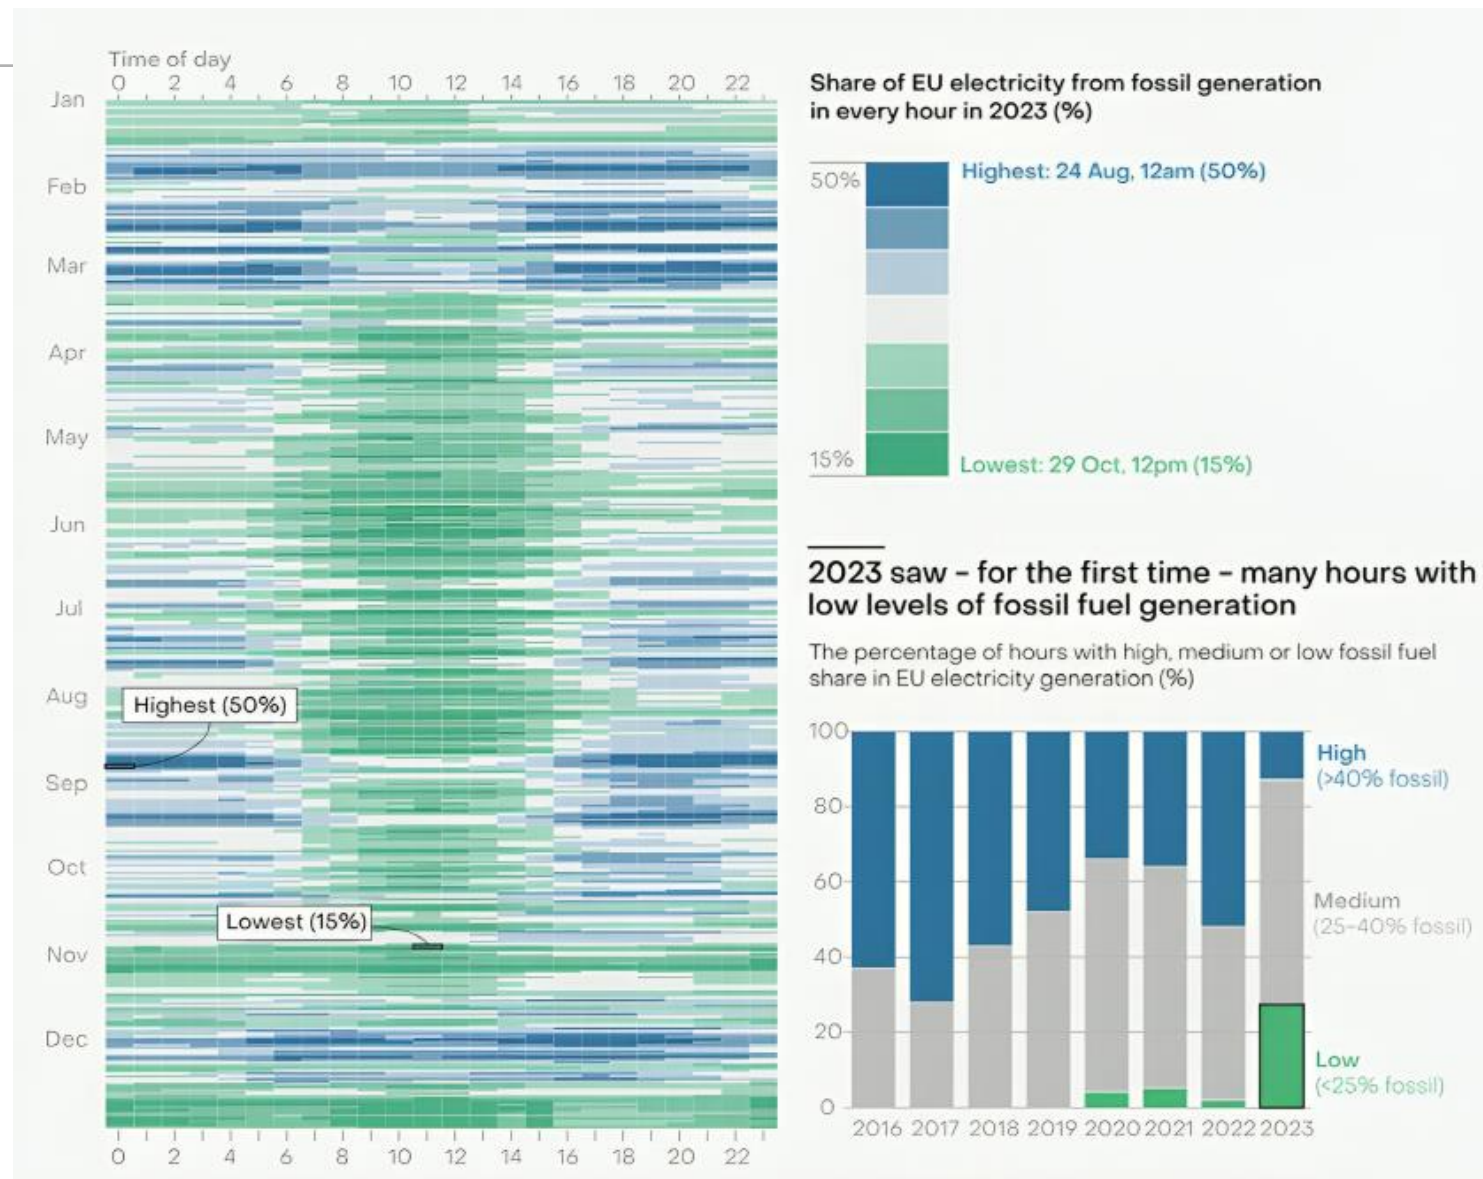 Time of day
0 2 4 6 8 10 12 14 16 18 20 22
Jan
Feb
Mar
Apr
May
Jun
Jul
Aug
Sep
Oct
Nov
Dec
Highest (50%)
Lowest (15%)
0 2 4 6 8 10 12 14 16 18 20 22
Share of EU electricity from fossil generation
in every hour in 2023 (%)
50%
Highest: 24 Aug, 12am (50%)
15%
Lowest: 29 Oct, 12pm (15%)
2023 saw – for the first time – many hours with
low levels of fossil fuel generation
The percentage of hours with high, medium or low fossil fuel
share in EU electricity generation (%)
100
80
60
40
20
0
High
(>40% fossil)
Medium
(25–40% fossil)
Low
(<25% fossil)
2016 2017 2018 2019 2020 2021 2022 2023